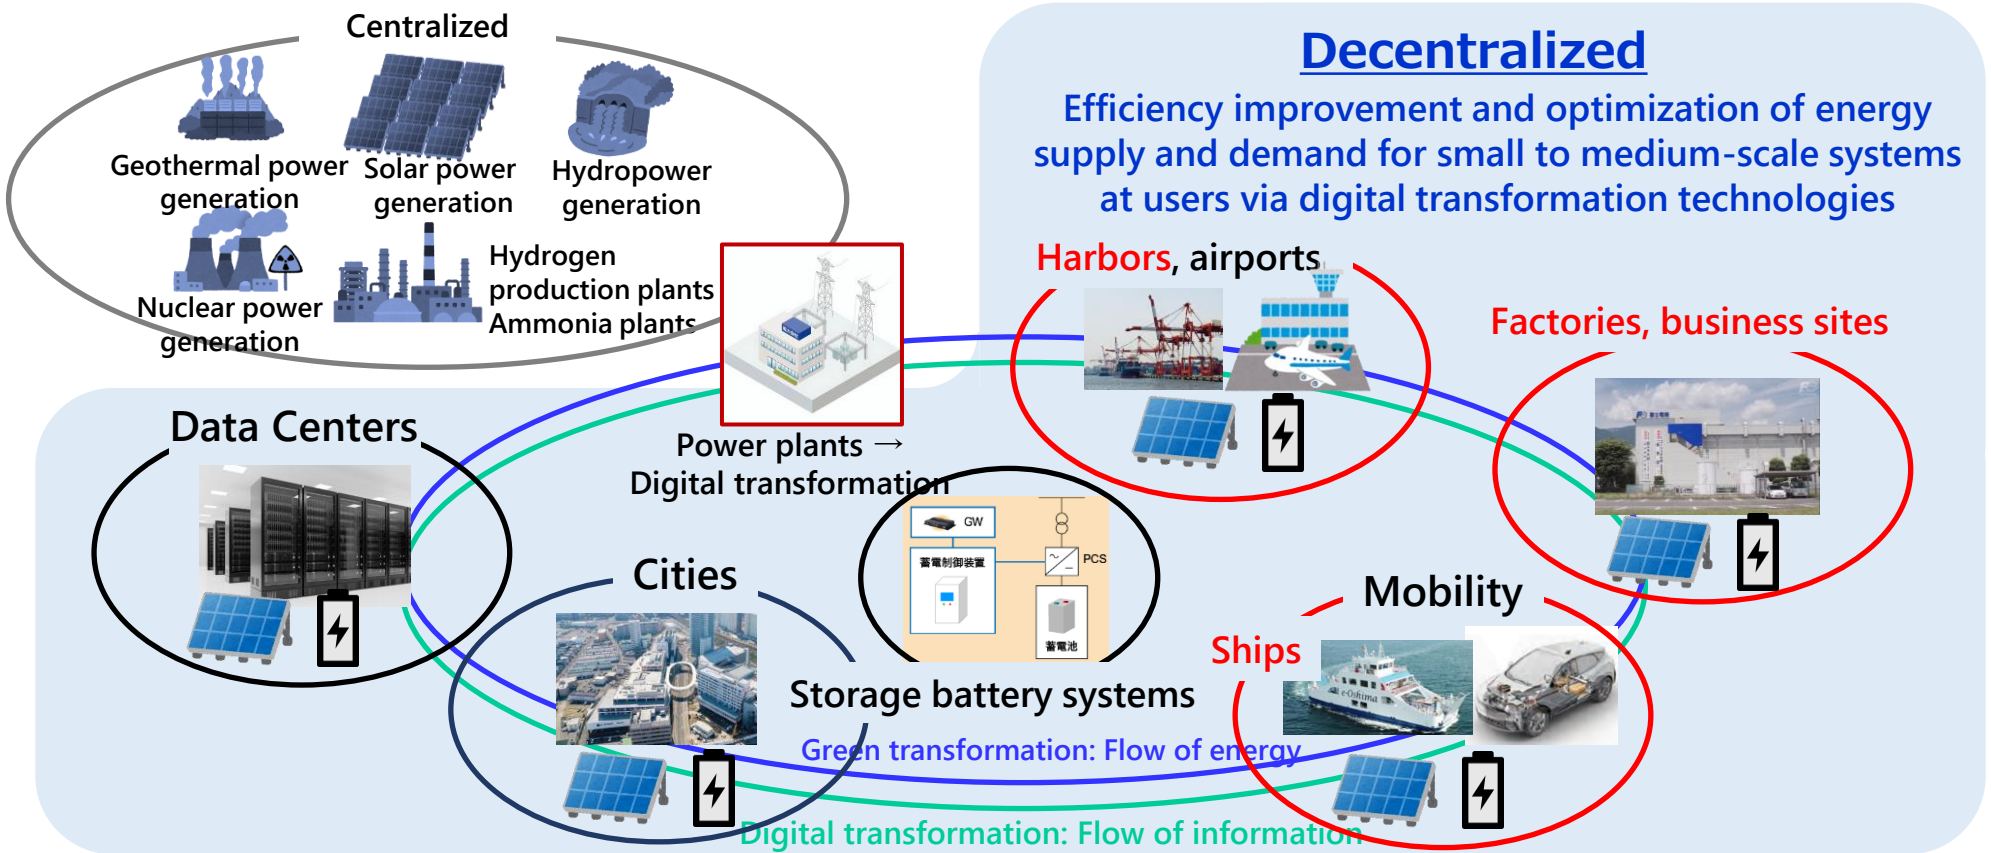 Centralized
Geothermal power
generation
Solar power
generation
Hydropower
generation
Nuclear power
generation
Hydrogen
production plants
Ammonia plants
Decentralized
Efficiency improvement and optimization of energy
supply and demand for small to medium-scale systems
at users via digital transformation technologies
Harbors, airports
Factories, business sites
Data Centers
Power plants →
Digital transformation
GW
蓄電制御装置
PCS
蓄電池
Cities
Mobility
Ships
e-Oshima
Storage battery systems
Green transformation: Flow of energy
Digital transformation: Flow of information